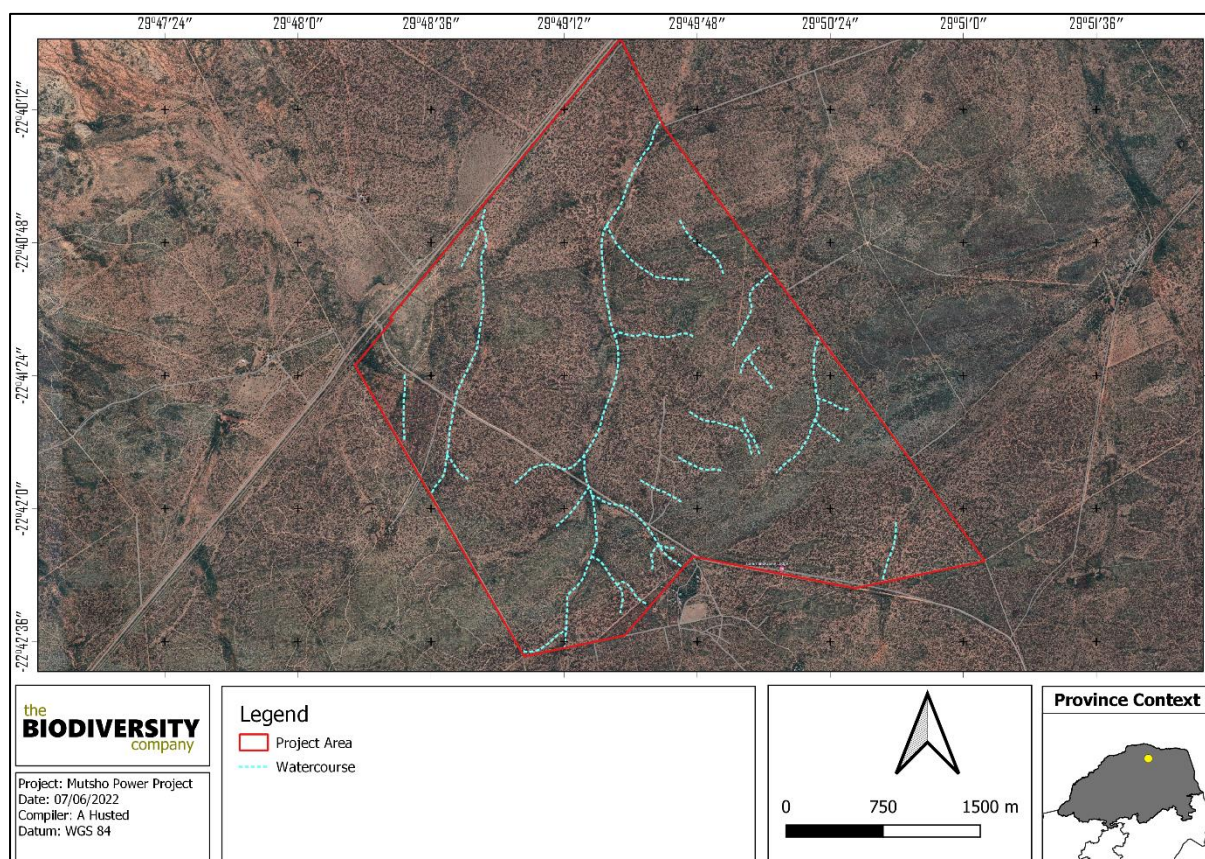 29°47'24" 29°48'0" 29°48'36" 29°49'12" 29°49'48" 29°50'24" 29°51'0" 29°51'36"
-22°40'12"
-22°40'48"
-22°41'24"
-22°42'0"
-22°42'36"
the
BIODIVERSITY
company
Project: Mutsho Power Project
Date: 07/06/2022
Compiler: A Husted
Datum: WGS 84
Legend
Project Area
Watercourse
0 750 1500 m
Province Context